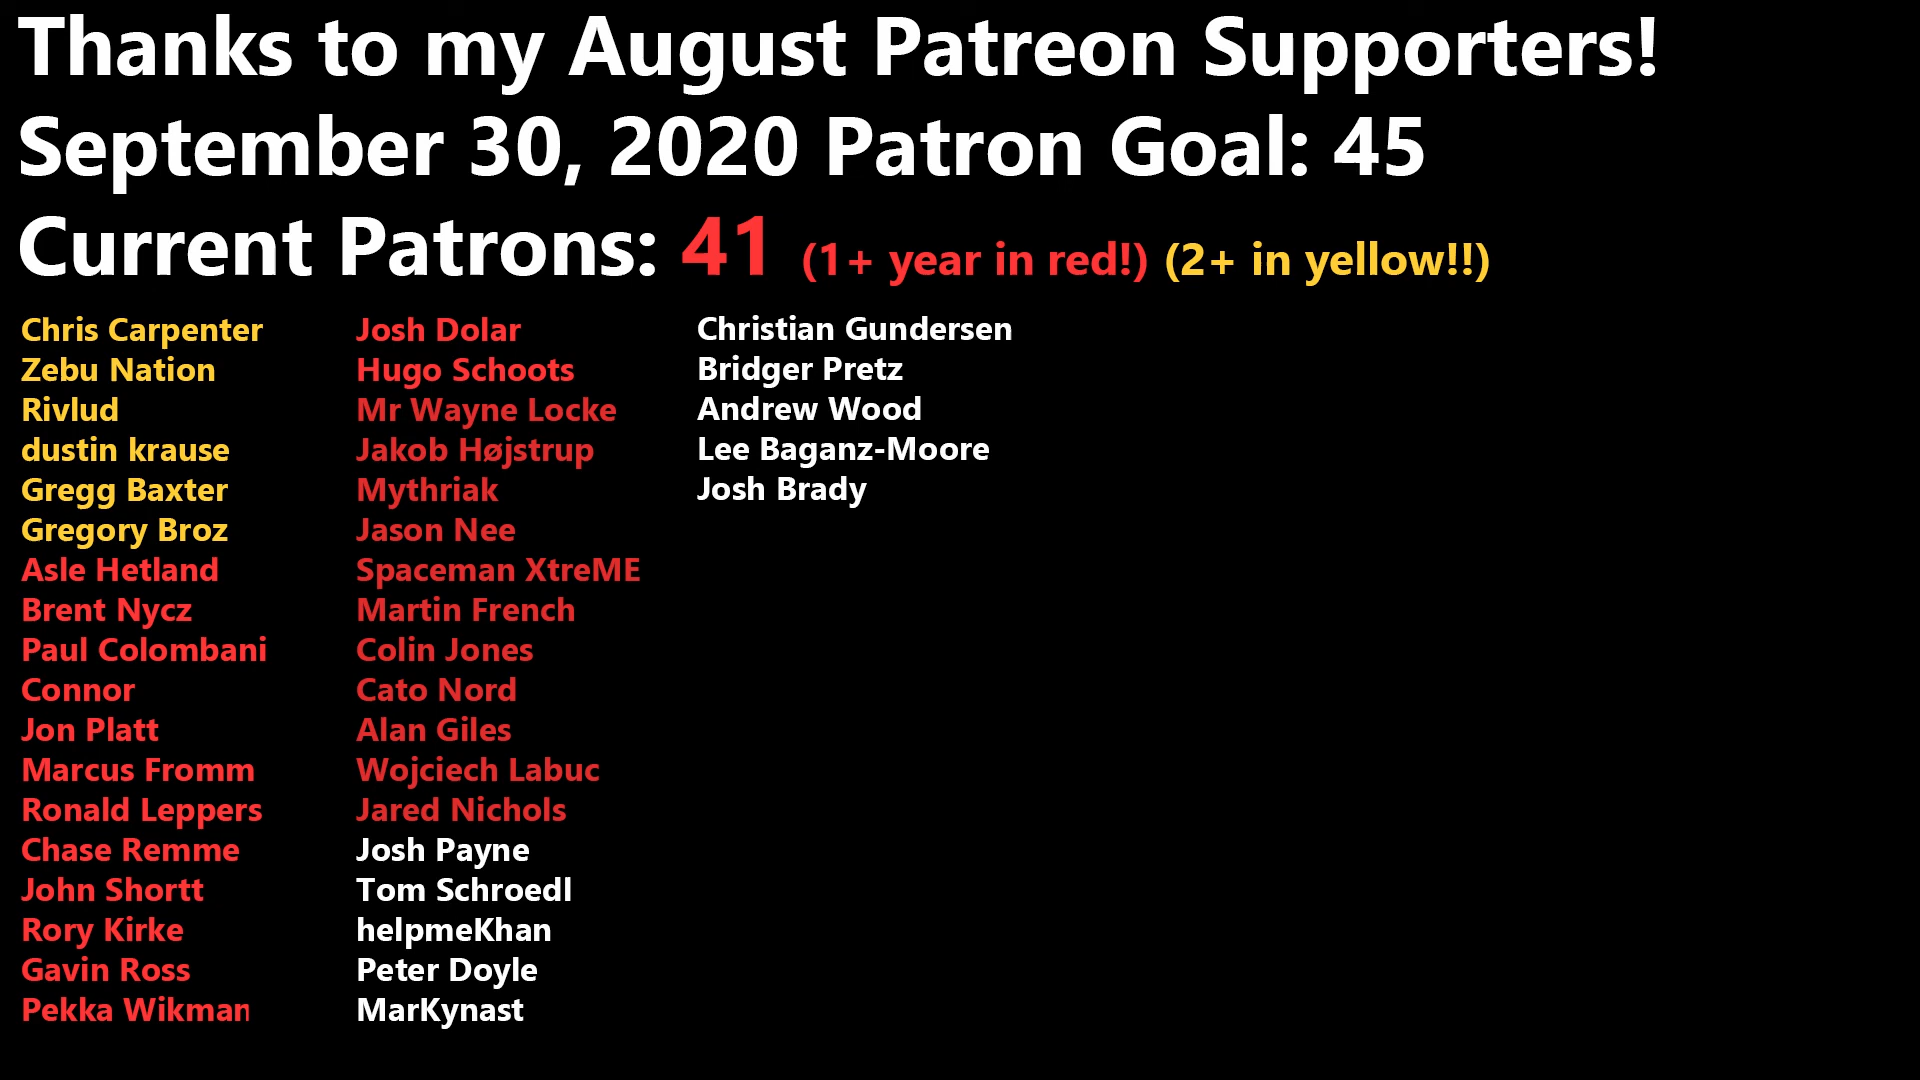 Thanks to my August Patreon Supporters!
September 30, 2020 Patron Goal: 45
Current Patrons: 41 (1+ year in red!) (2+ in yellow!!)
Chris Carpenter
Zebu Nation
Rivlud
dustin krause
Gregg Baxter
Gregory Broz
Asle Hetland
Brent Nycz
Paul Colombani
Connor
Jon Platt
Marcus Fromm
Ronald Leppers
Chase Remme
John Shortt
Rory Kirke
Gavin Ross
Pekka Wikman
Josh Dolar
Hugo Schoots
Mr Wayne Locke
Jakob Højstrup
Mythriak
Jason Nee
Spaceman XtreME
Martin French
Colin Jones
Cato Nord
Alan Giles
Wojciech Labuc
Jared Nichols
Josh Payne
Tom Schroedl
helpmeKhan
Peter Doyle
MarKynast
Christian Gundersen
Bridger Pretz
Andrew Wood
Lee Baganz-Moore
Josh Brady